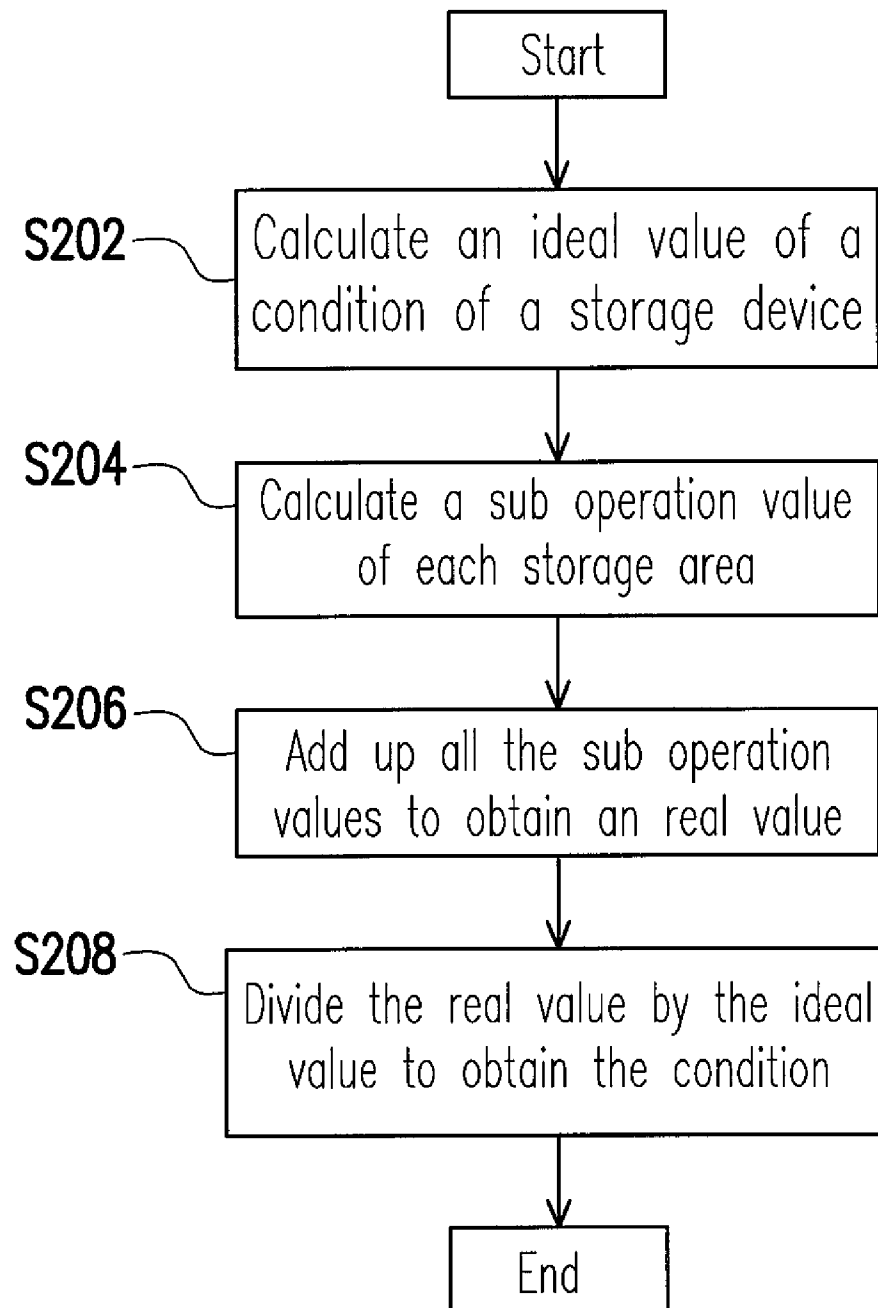 Start
S202
Calculate an ideal value of a
condition of a storage device
S204
Calculate a sub operation value
of each storage area
S206
Add up all the sub operation
values to obtain an real value
S208
Divide the real value by the ideal
value to obtain the condition
End